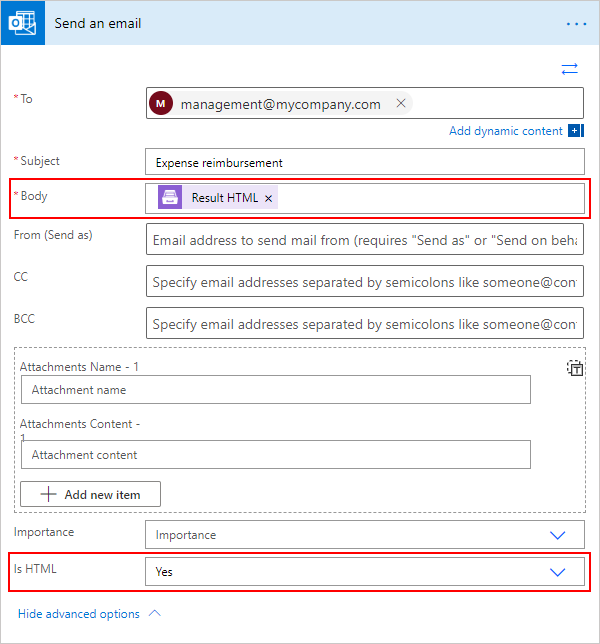 Send an email
* To
M management@mycompany.com
Add dynamic content
* Subject
Expense reimbursement
* Body
Result HTML
From (Send as)
Email address to send mail from (requires "Send as" or "Send on beha
CC
Specify email addresses separated by semicolons like someone@con
BCC
Specify email addresses separated by semicolons like someone@con
Attachments Name - 1
Attachment name
Attachments Content -
1
Attachment content
Add new item
Importance
Importance
Is HTML
Yes
Hide advanced options